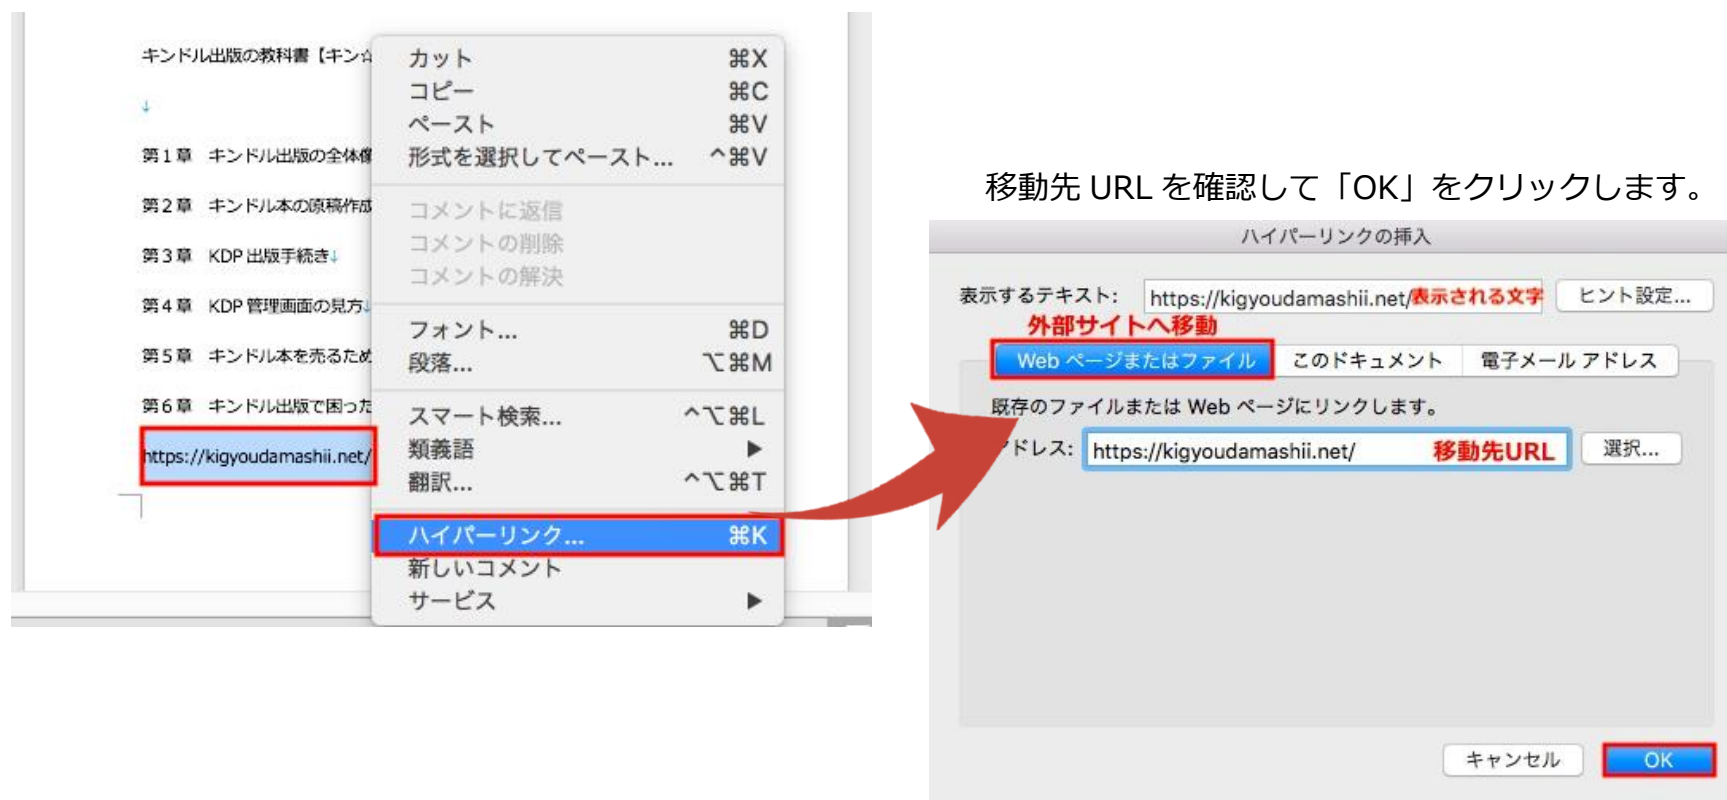 キンドル出版の教科書【キン☆
↓
第1章　キンドル出版の全体像
第2章　キンドル本の原稿作成
第3章　KDP 出版手続き↓
第4章　KDP 管理画面の見方↓
第5章　キンドル本を売るため
第6章　キンドル出版で困った
https://kigyoudamashii.net/
カット ⌘X
コピー ⌘C
ペースト ⌘V
形式を選択してペースト... ^⌘V
コメントに返信
コメントの削除
コメントの解決
フォント... ⌘D
段落... ⌥⌘M
スマート検索... ^⌥⌘L
類義語 ▶
翻訳... ^⌥⌘T
ハイパーリンク... ⌘K
新しいコメント
サービス ▶
移動先 URL を確認して「OK」をクリックします。
ハイパーリンクの挿入
表示するテキスト: https://kigyoudamashii.net/表示される文字 ヒント設定...
外部サイトへ移動
Web ページまたはファイル このドキュメント 電子メール アドレス
既存のファイルまたは Web ページにリンクします。
ドレス: https://kigyoudamashii.net/ 移動先URL 選択...
キャンセル OK